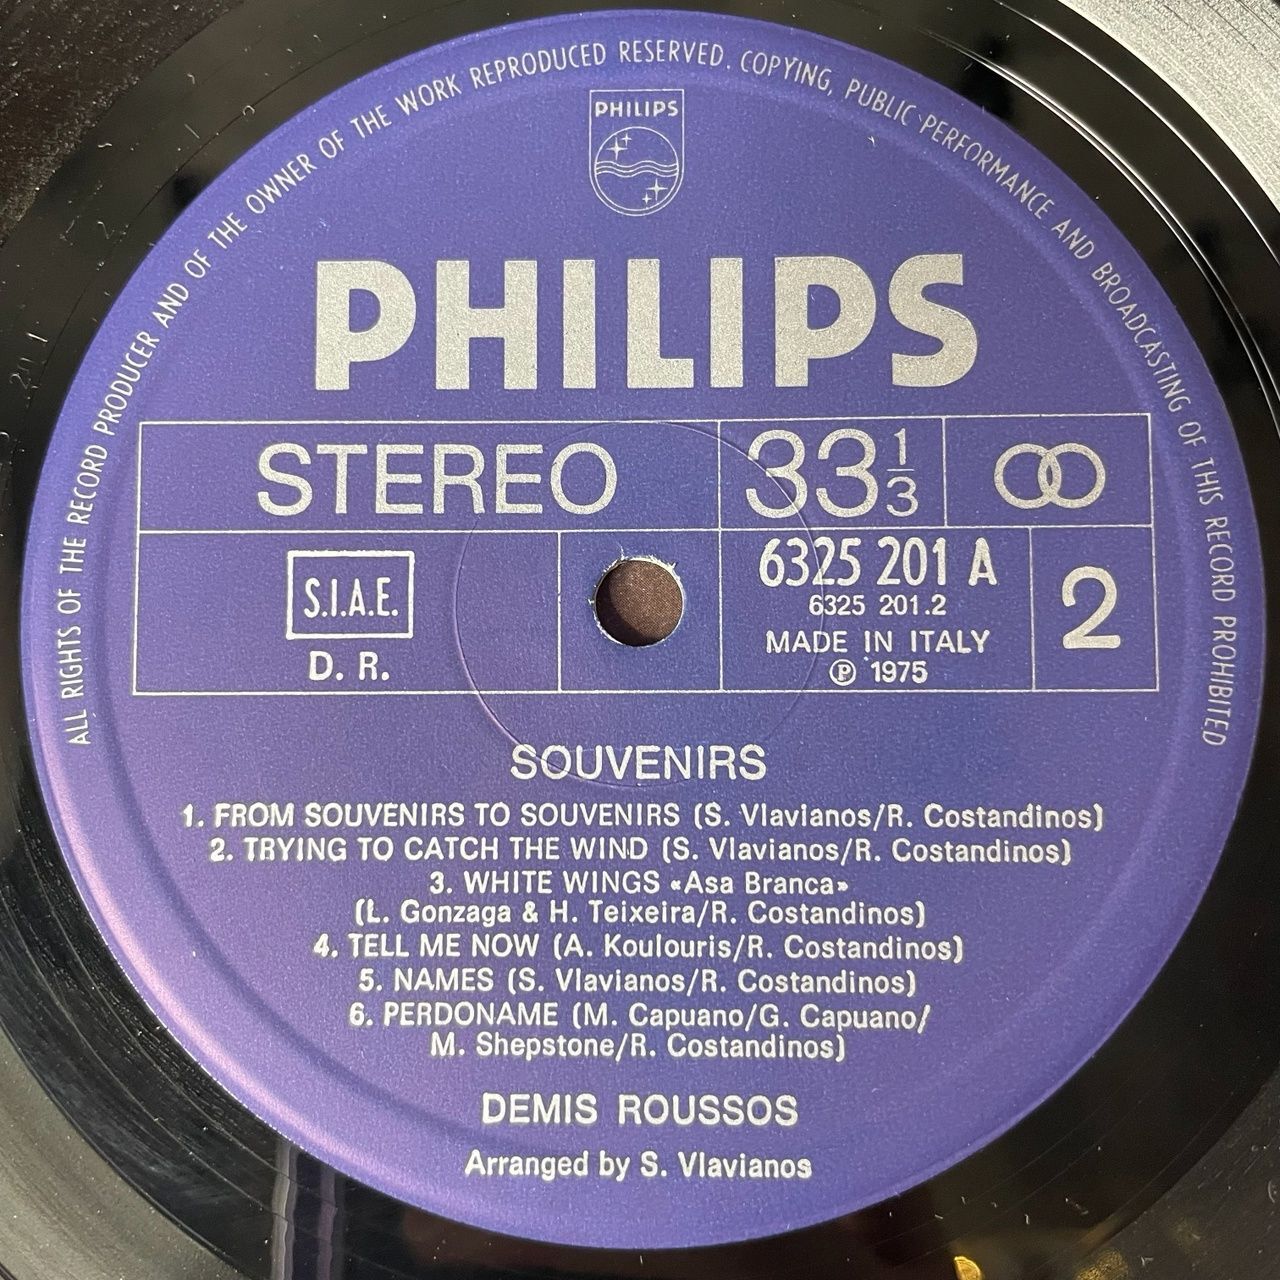 ALL RIGHTS OF THE RECORD PRODUCER AND OF THE OWNER OF THE WORK REPRODUCED RESERVED. COPYING, PUBLIC PERFORMANCE AND BROADCASTING OF THIS RECORD PROHIBITED
PHILIPS
PHILIPS
STEREO
33 1/3
S.I.A.E.
D. R.
6325 201 A
6325 201.2
MADE IN ITALY
℗ 1975
2
SOUVENIRS
1. FROM SOUVENIRS TO SOUVENIRS (S. Vlavianos/R. Costandinos)
2. TRYING TO CATCH THE WIND (S. Vlavianos/R. Costandinos)
3. WHITE WINGS «Asa Branca»
(L. Gonzaga & H. Teixeira/R. Costandinos)
4. TELL ME NOW (A. Koulouris/R. Costandinos)
5. NAMES (S. Vlavianos/R. Costandinos)
6. PERDONAME (M. Capuano/G. Capuano/
M. Shepstone/R. Costandinos)
DEMIS ROUSSOS
Arranged by S. Vlavianos